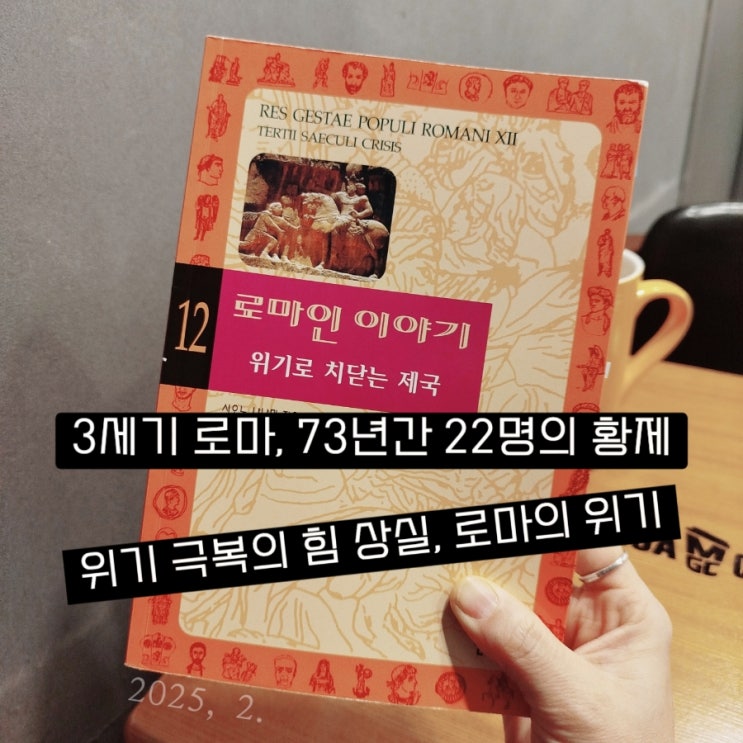 RES GESTAE POPULI ROMANI XII
TERTII SAECULI CRISIS
12
로마인 이야기
위기로 치닫는 제국
3세기 로마, 73년간 22명의 황제
위기 극복의 힘 상실, 로마의 위기
GC
2025, 2.